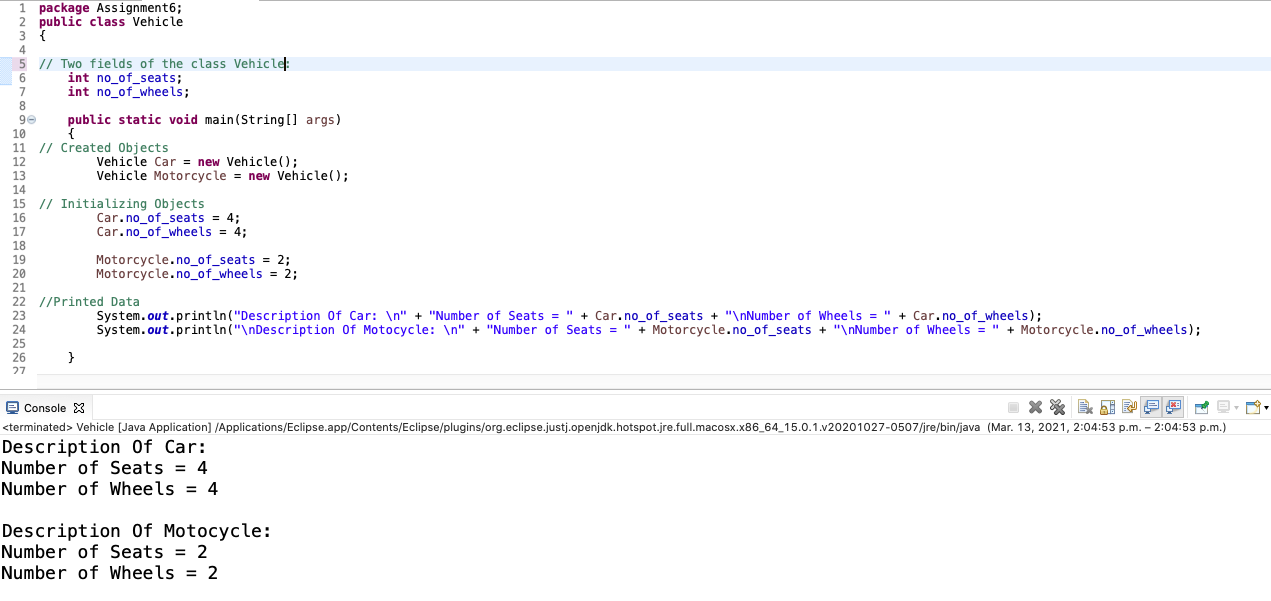 1 package Assignment6;
2 public class Vehicle
3 {
4
5 // Two fields of the class Vehicle:
6 int no_of_seats;
7 int no_of_wheels;
8
9 public static void main(String[] args)
10 {
11 // Created Objects
12 Vehicle Car = new Vehicle();
13 Vehicle Motorcycle = new Vehicle();
14
15 // Initializing Objects
16 Car.no_of_seats = 4;
17 Car.no_of_wheels = 4;
18
19 Motorcycle.no_of_seats = 2;
20 Motorcycle.no_of_wheels = 2;
21
22 //Printed Data
23 System.out.println("Description Of Car: \n" + "Number of Seats = " + Car.no_of_seats + "\nNumber of Wheels = " + Car.no_of_wheels);
24 System.out.println("\nDescription Of Motocycle: \n" + "Number of Seats = " + Motorcycle.no_of_seats + "\nNumber of Wheels = " + Motorcycle.no_of_wheels);
25
26 }
27
Console
<terminated> Vehicle [Java Application] /Applications/Eclipse.app/Contents/Eclipse/plugins/org.eclipse.justj.openjdk.hotspot.jre.full.macosx.x86_64_15.0.1.v20201027-0507/jre/bin/java (Mar. 13, 2021, 2:04:53 p.m. – 2:04:53 p.m.)
Description Of Car:
Number of Seats = 4
Number of Wheels = 4
Description Of Motocycle:
Number of Seats = 2
Number of Wheels = 2